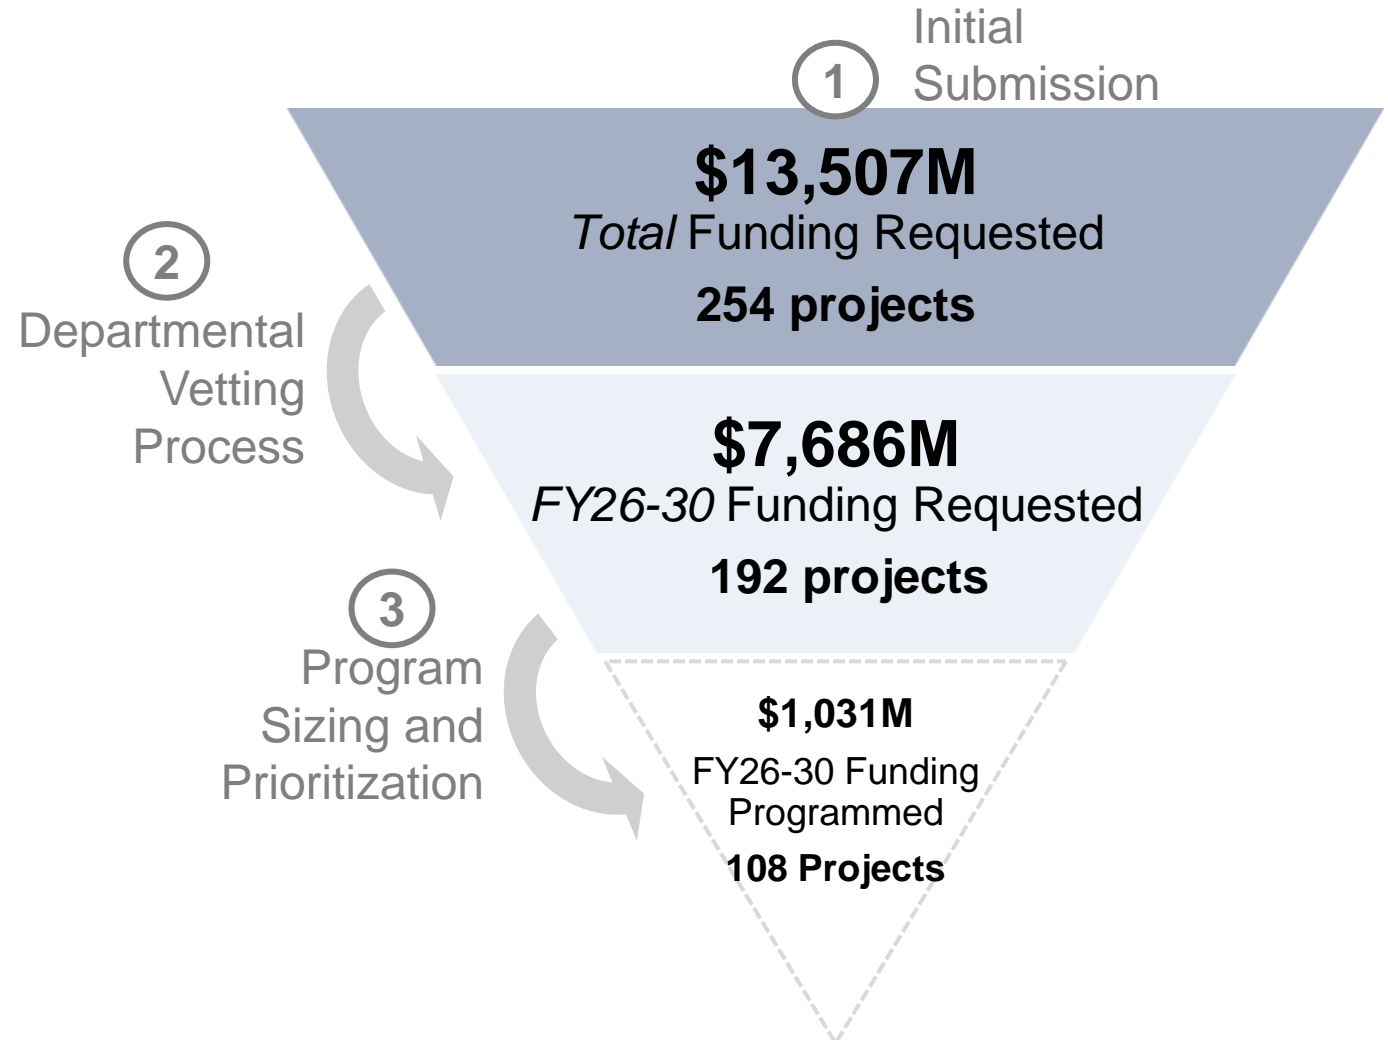 1
Initial
Submission
$13,507M
Total Funding Requested
254 projects
2
Departmental
Vetting
Process
$7,686M
FY26-30 Funding Requested
192 projects
3
Program
Sizing and
Prioritization
$1,031M
FY26-30 Funding
Programmed
108 Projects